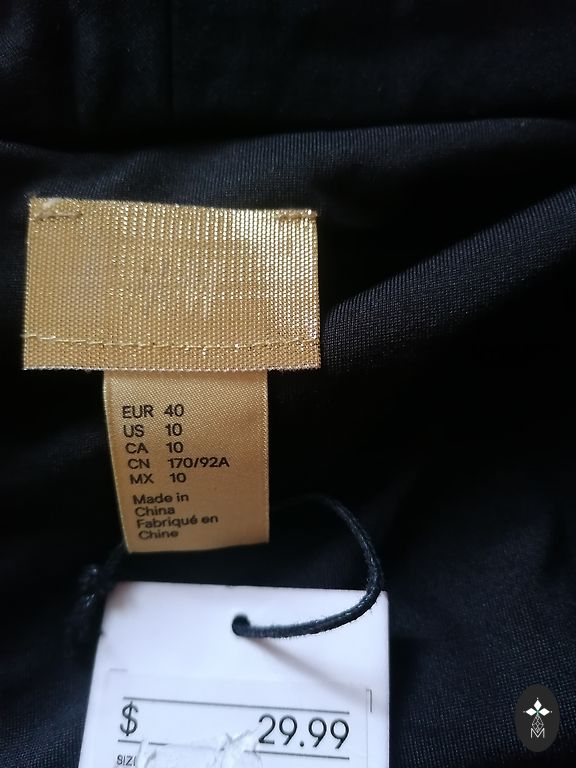 EUR 40
US 10
CA 10
CN 170/92A
MX 10
Made in
China
Fabriqué en
Chine
$ 29.99